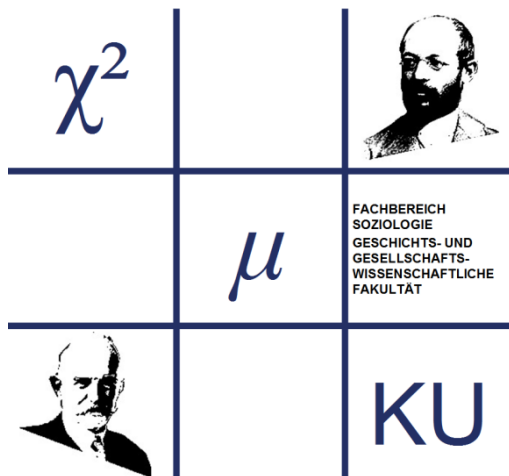 χ²
FACHBEREICH
SOZIOLOGIE
GESCHICHTS- UND
GESELLSCHAFTS-
WISSENSCHAFTLICHE
FAKULTÄT
μ
KU